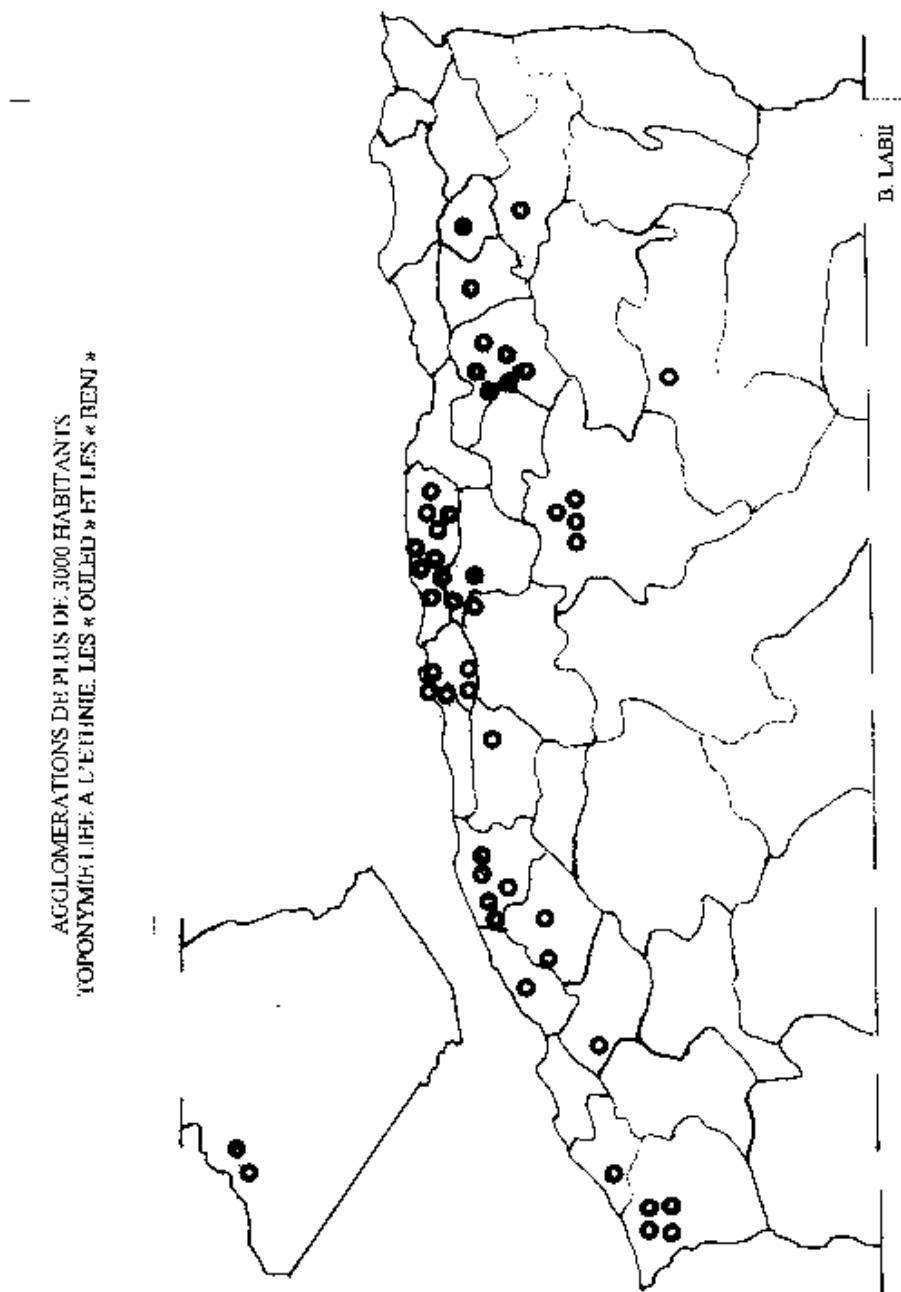 AGGLOMERATIONS DE PLUS DE 3000 HABITANTS
TOPONYMIE LIEE A L'ETHNIE, LES « OULED » ET LES « BENI »
B. LABII